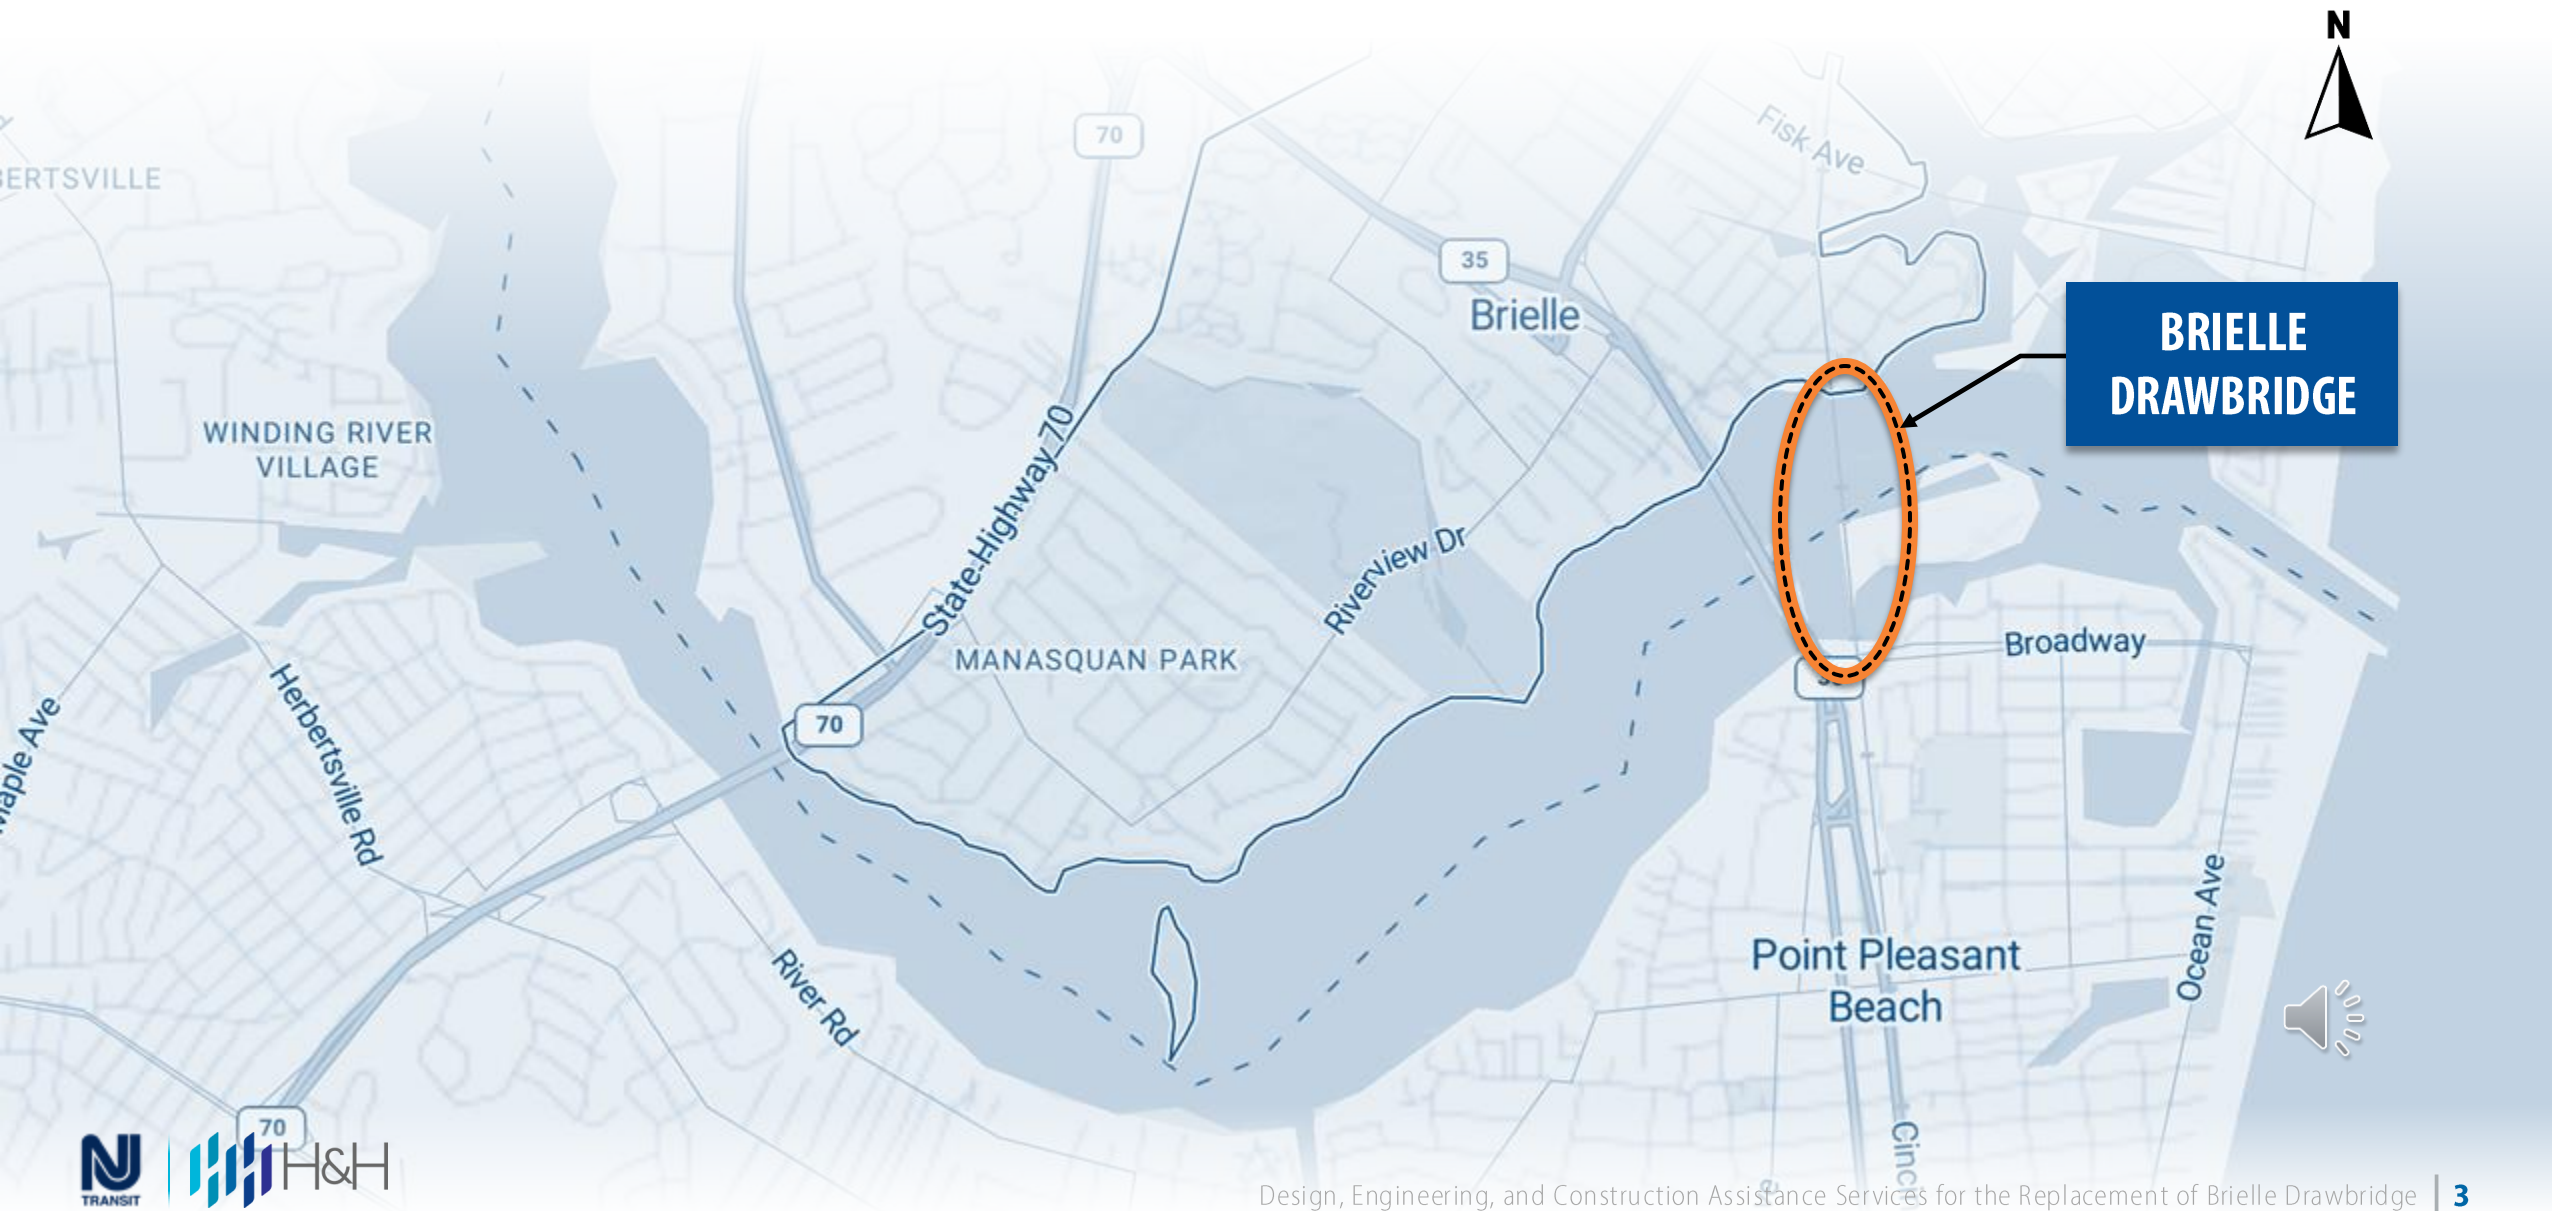 N
70
Fisk Ave
BERTSVILLE
35
Brielle
BRIELLE
DRAWBRIDGE
WINDING RIVER
VILLAGE
State Highway 70
Riverview Dr
MANASQUAN PARK
Broadway
70
Herbertsville Rd
Maple Ave
River Rd
Point Pleasant
Beach
Ocean Ave
70
NJ
TRANSIT
H&H
Design, Engineering, and Construction Assistance Services for the Replacement of Brielle Drawbridge
3